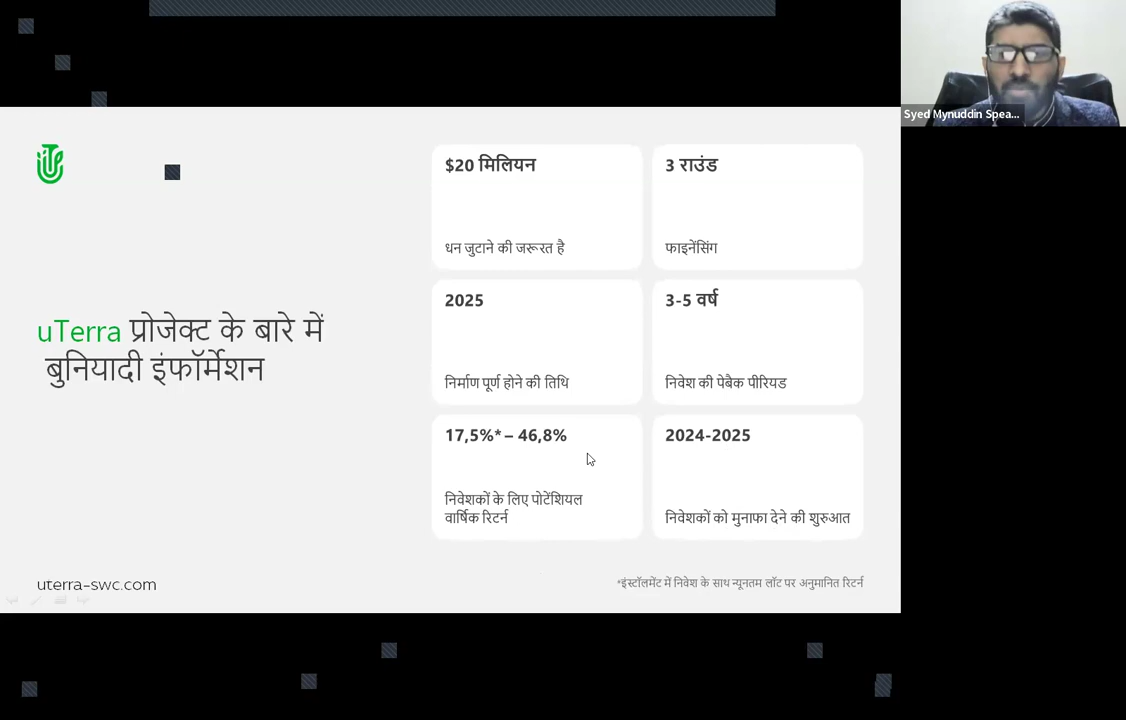 Syed Mynuddin Spea...
$20 मिलियन
धन जुटाने की जरूरत है
3 राउंड
फाइनेंसिंग
uTerra प्रोजेक्ट के बारे में
बुनियादी इंफॉर्मेशन
2025
निर्माण पूर्ण होने की तिथि
3-5 वर्ष
निवेश की पेबैक पीरियड
17,5%* – 46,8%
निवेशकों के लिए पोटेंशियल
वार्षिक रिटर्न
2024-2025
निवेशकों को मुनाफा देने की शुरुआत
uterra-swc.com
*इंस्टॉलमेंट में निवेश के साथ न्यूनतम लॉट पर अनुमानित रिटर्न